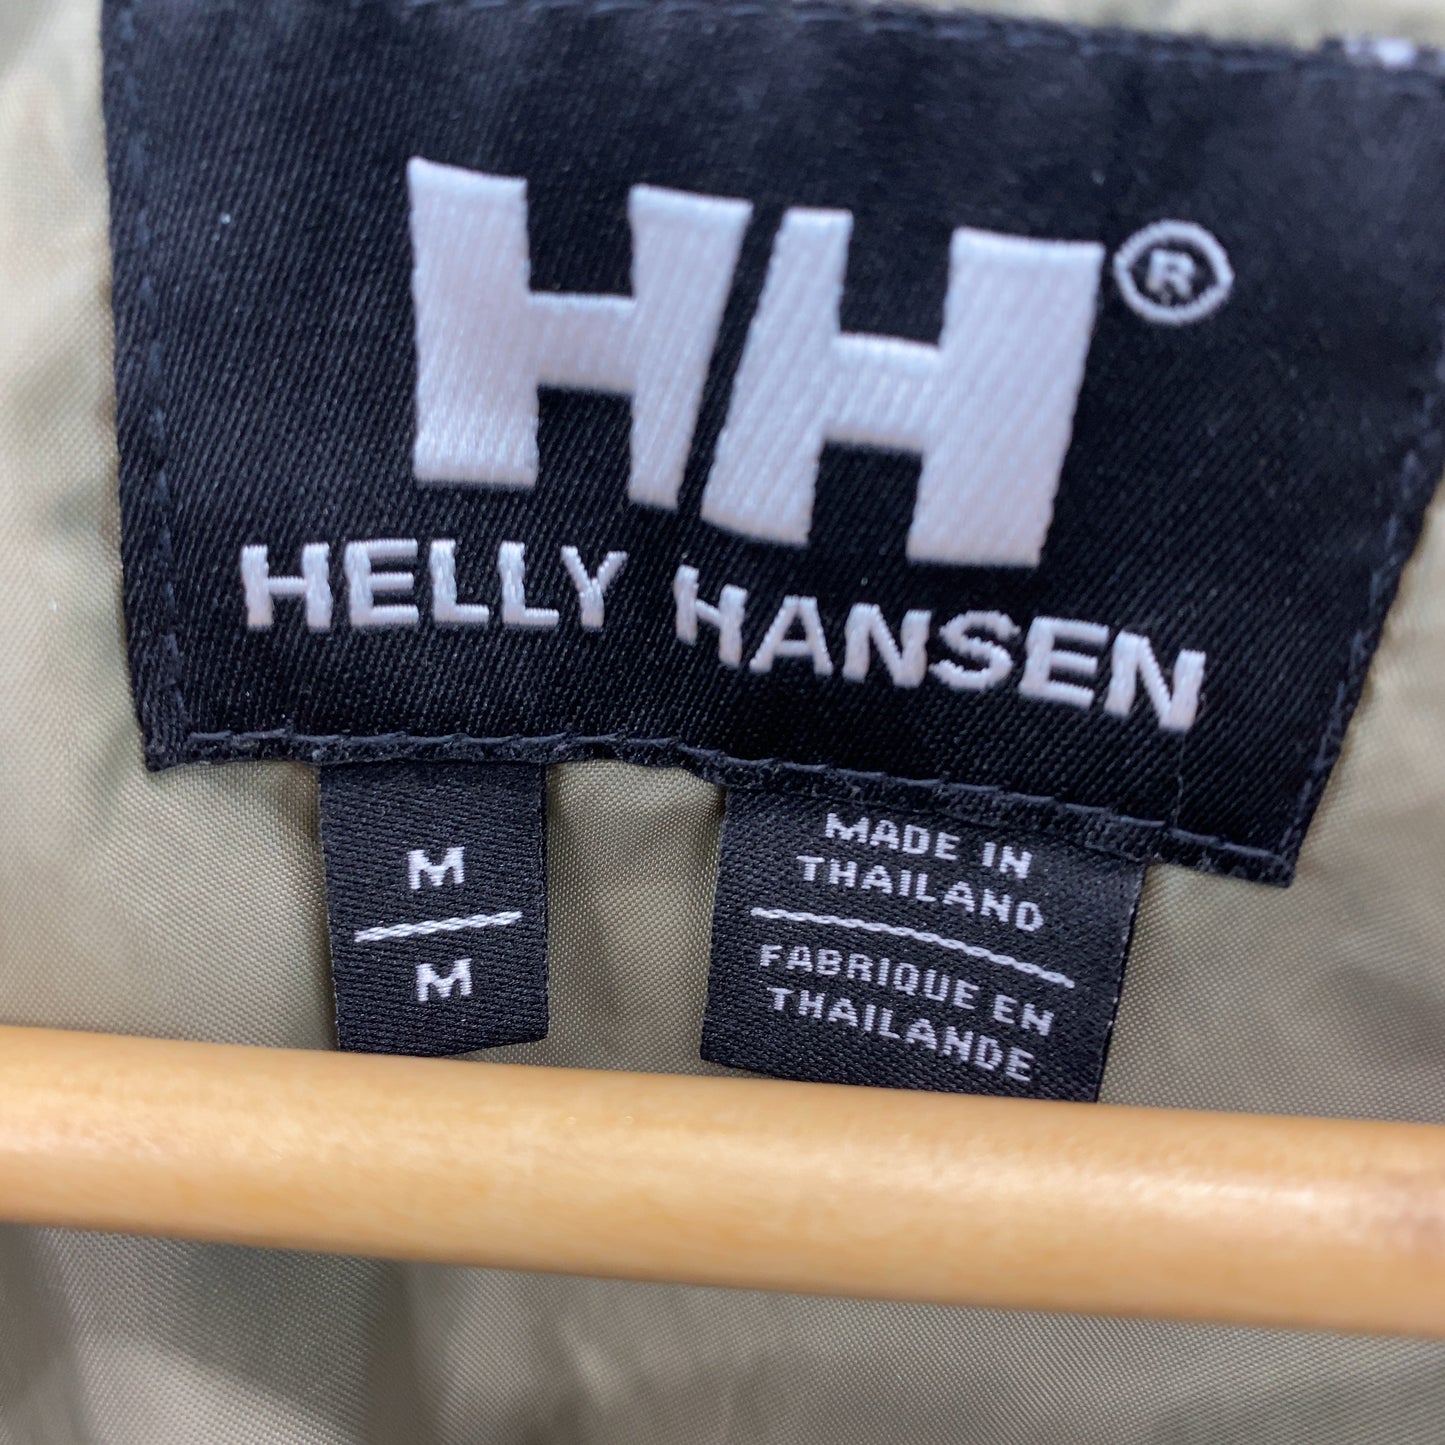 HH®
HELLY HANSEN
M
M
MADE IN
THAILAND
FABRIQUE EN
THAILANDE